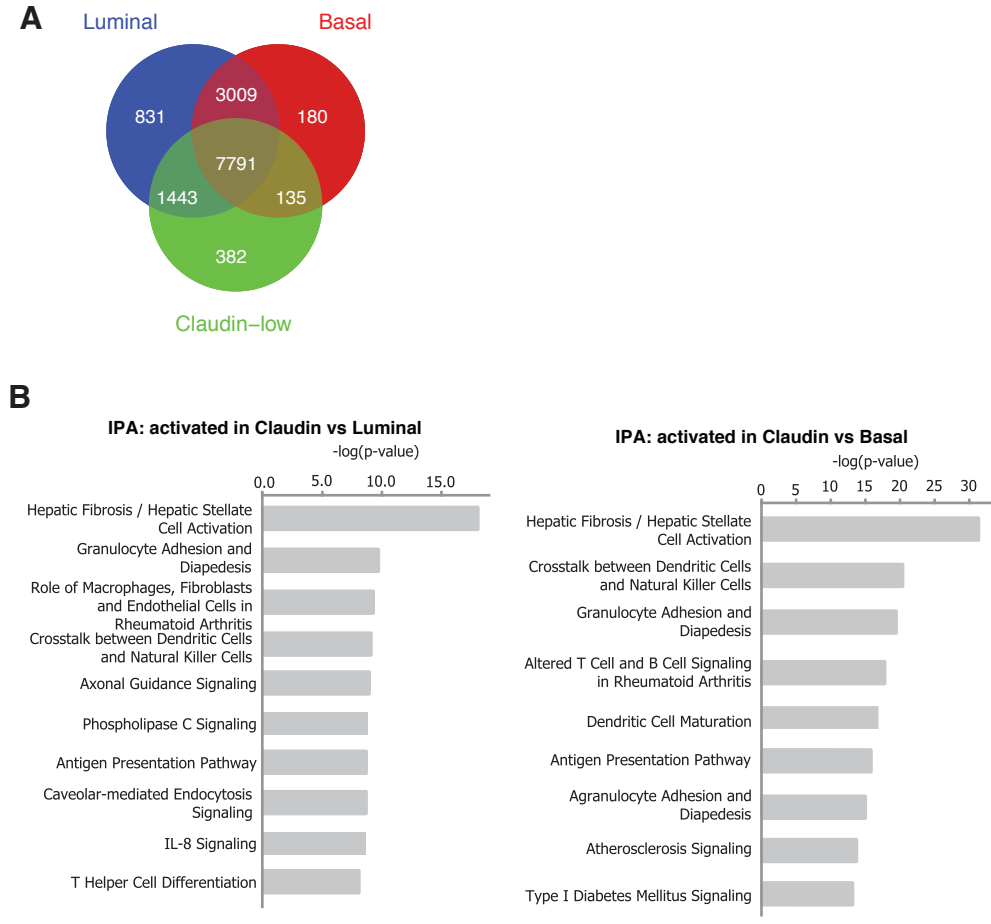 A
Luminal
Basal
3009
831
180
7791
1443
135
382
Claudin–low
B
IPA: activated in Claudin vs Luminal
-log(p-value)
0.0 5.0 10.0 15.0
Hepatic Fibrosis / Hepatic Stellate
Cell Activation
Granulocyte Adhesion and
Diapedesis
Role of Macrophages, Fibroblasts
and Endothelial Cells in
Rheumatoid Arthritis
Crosstalk between Dendritic Cells
and Natural Killer Cells
Axonal Guidance Signaling
Phospholipase C Signaling
Antigen Presentation Pathway
Caveolar-mediated Endocytosis
Signaling
IL-8 Signaling
T Helper Cell Differentiation
IPA: activated in Claudin vs Basal
-log(p-value)
0 5 10 15 20 25 30
Hepatic Fibrosis / Hepatic Stellate
Cell Activation
Crosstalk between Dendritic Cells
and Natural Killer Cells
Granulocyte Adhesion and
Diapedesis
Altered T Cell and B Cell Signaling
in Rheumatoid Arthritis
Dendritic Cell Maturation
Antigen Presentation Pathway
Agranulocyte Adhesion and
Diapedesis
Atherosclerosis Signaling
Type I Diabetes Mellitus Signaling